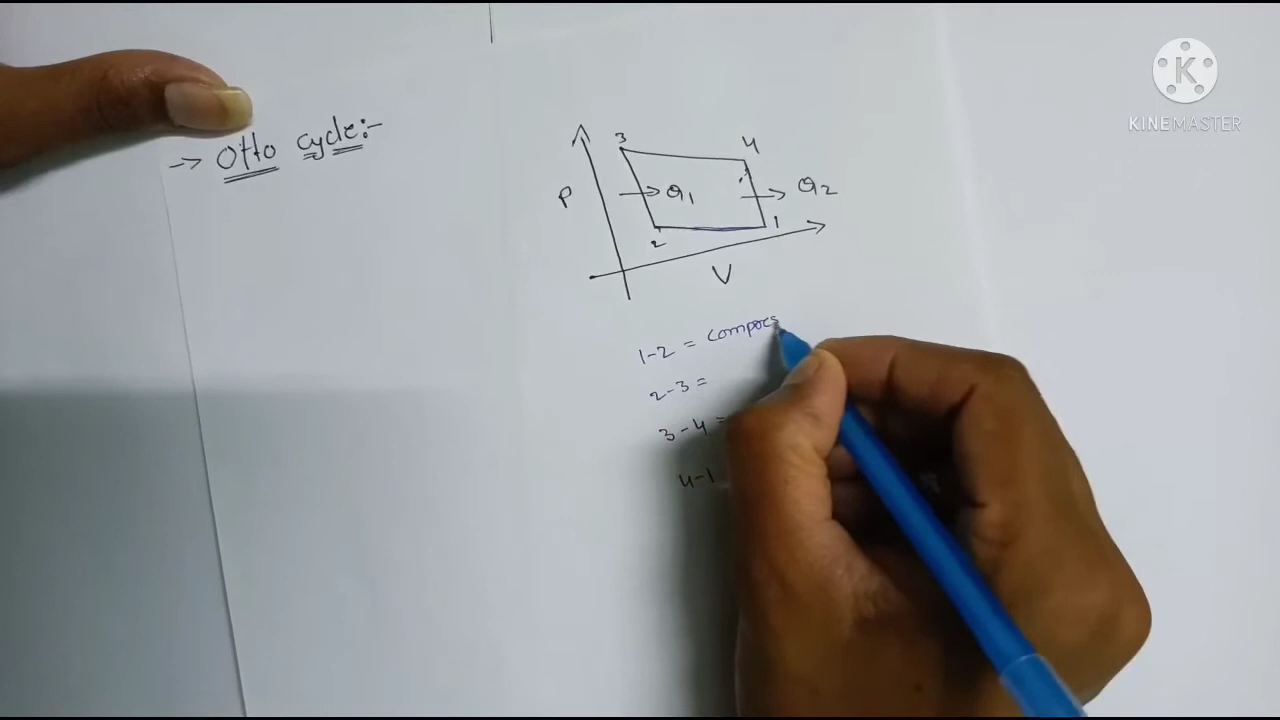 K
KINEMASTER
→ Otto cycle:-
3
4
P
Q1
Q2
2
1
V
1-2 = compres
2-3 =
3-4 =
4-1